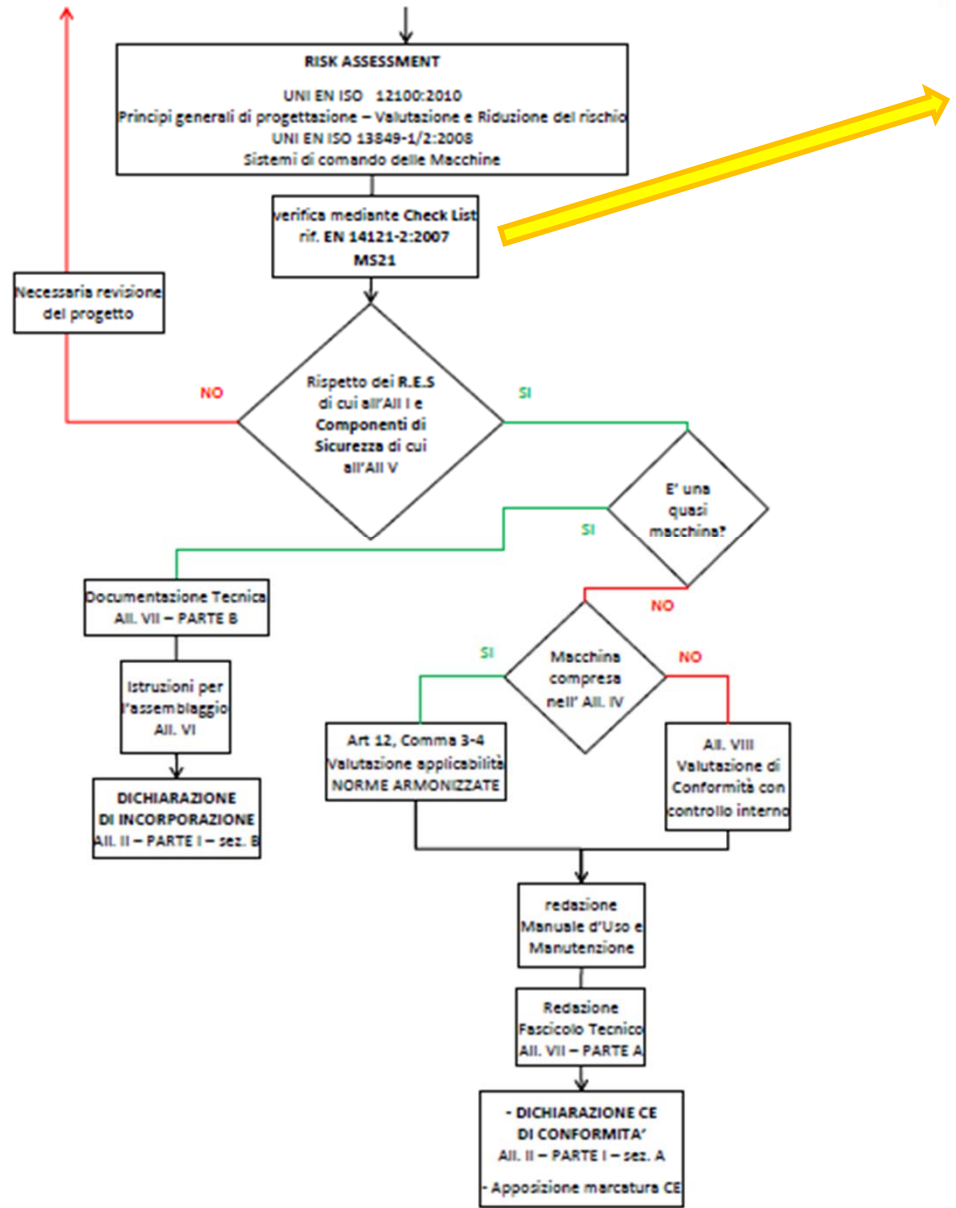 RISK ASSESSMENT
UNI EN ISO 12100:2010
Principi generali di progettazione – Valutazione e Riduzione del rischio
UNI EN ISO 13849-1/2:2008
Sistemi di comando delle Macchine
verifica mediante Check List
rif. EN 14121-2:2007
MS21
Necessaria revisione
del progetto
NO
Rispetto dei R.E.S
di cui all'All I e
Componenti di
Sicurezza di cui
all'All V
SI
E' una
quasi
macchina?
SI
NO
Documentazione Tecnica
All. VII – PARTE B
Istruzioni per
l'assemblaggio
All. VI
DICHIARAZIONE
DI INCORPORAZIONE
All. II – PARTE I – sez. B
SI
Macchina
compresa
nell' All. IV
NO
Art 12, Comma 3-4
Valutazione applicabilità
NORME ARMONIZZATE
All. VIII
Valutazione di
Conformità con
controllo interno
redazione
Manuale d'Uso e
Manutenzione
Redazione
Fascicolo Tecnico
All. VII – PARTE A
- DICHIARAZIONE CE
DI CONFORMITA'
All. II – PARTE I – sez. A
- Apposizione marcatura CE